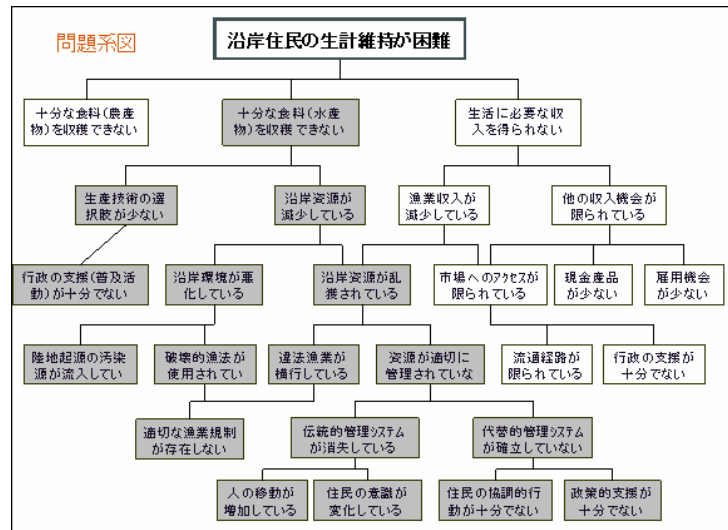 問題系図
沿岸住民の生計維持が困難
十分な食料(農産
物)を収穫できない
十分な食料(水産
物)を収穫できない
生活に必要な収
入を得られない
生産技術の選
択肢が少ない
沿岸資源が
減少している
漁業収入が
減少している
他の収入機会が
限られている
行政の支援(普及活
動)が十分でない
沿岸環境が悪
化している
沿岸資源が乱
獲されている
市場へのアクセスが
限られている
現金産品
が少ない
雇用機会
が少ない
陸地起源の汚染
源が流入してい
破壊的漁法が
使用されてい
違法漁業が
横行している
資源が適切に
管理されていな
流通経路が
限られている
行政の支援が
十分でない
適切な漁業規制
が存在しない
伝統的管理システム
が消失している
代替的管理システム
が確立していない
人の移動が
増加している
住民の意識が
変化している
住民の協調的行
動が十分でない
政策的支援が
十分でない